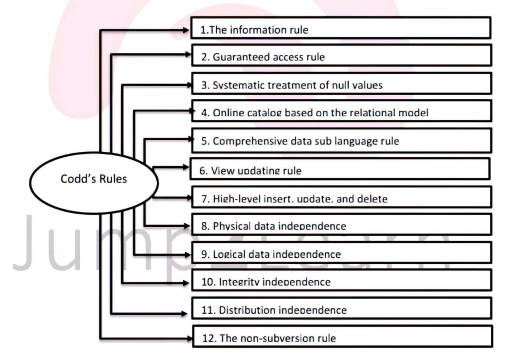 1.The information rule
2. Guaranteed access rule
3. Systematic treatment of null values
4. Online catalog based on the relational model
5. Comprehensive data sub language rule
6. View updating rule
Codd's Rules
7. High-level insert, update, and delete
8. Physical data independence
9. Logical data independence
10. Integrity independence
11. Distribution independence
12. The non-subversion rule